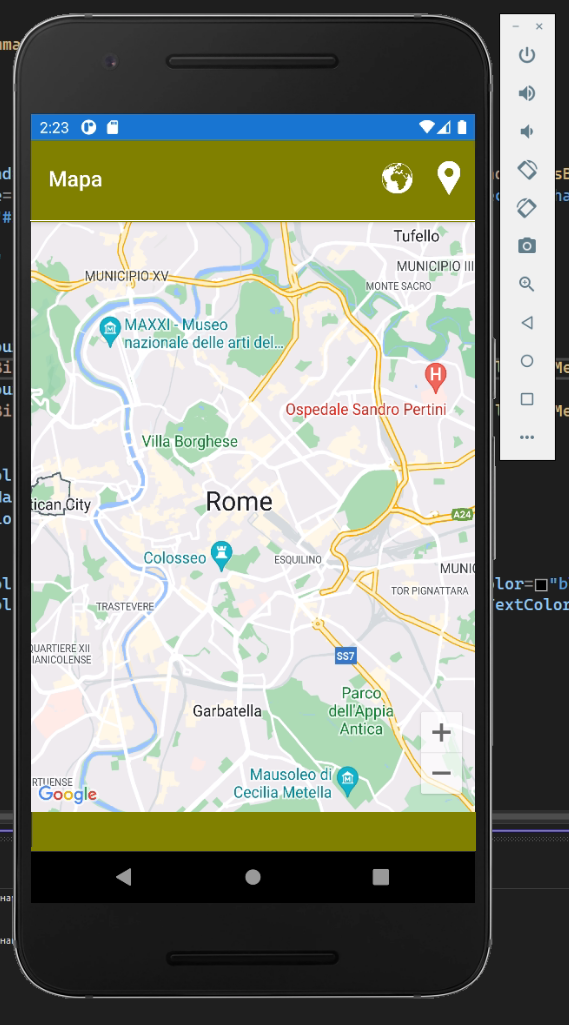 2:23
Mapa
Tufello
MUNICIPIO XV
MUNICIPIO III
MONTE SACRO
MAXXI - Museo
nazionale delle arti del...
H
Ospedale Sandro Pertini
Villa Borghese
Rome
tican City
A24
Colosseo
ESQUILINO
MUNIC
TOR PIGNATTARA
olor= "b
TRASTEVERE
TextColor
QUARTIERE XII
IANICOLENSE
SS7
Parco
dell'Appia
Antica
Garbatella
+
−
Mausoleo di
Cecilia Metella
RTUENSE
Google